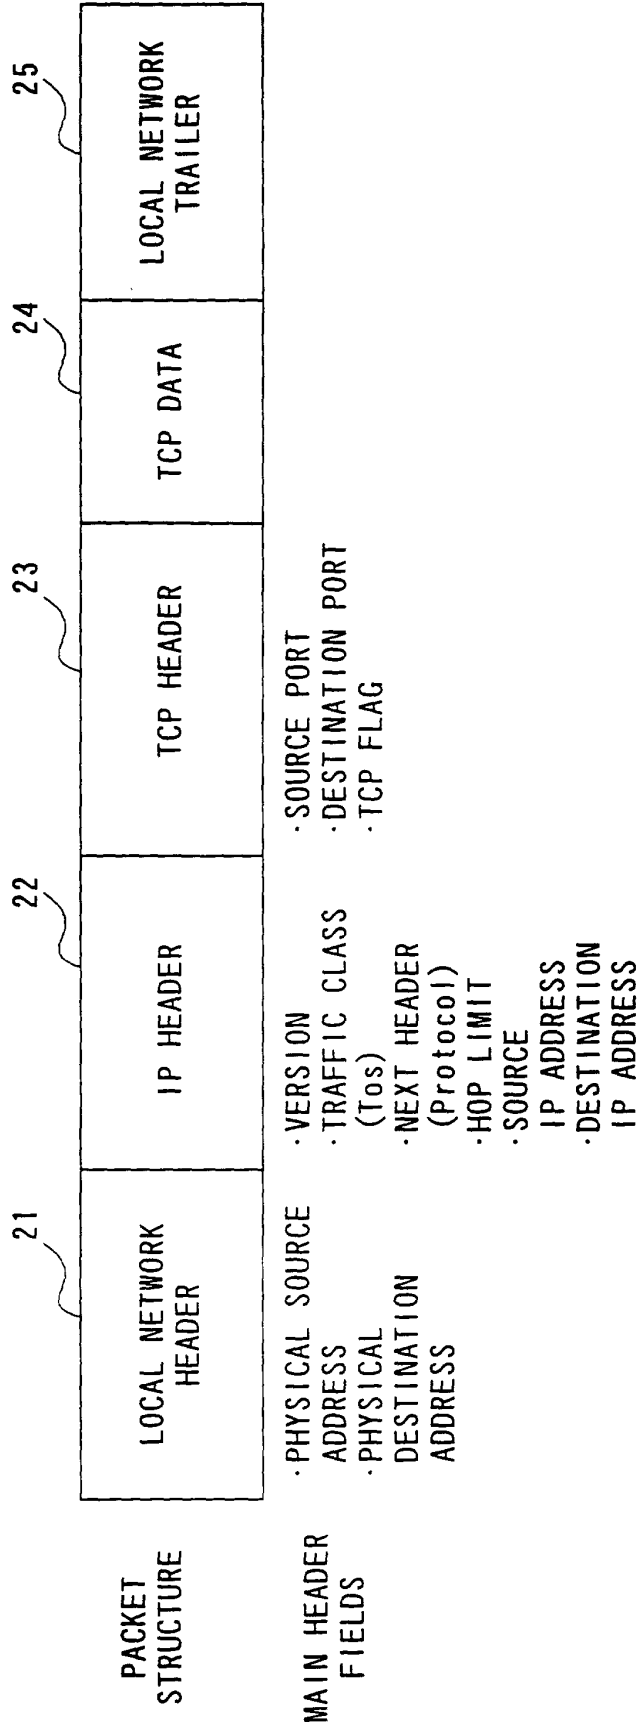 21
22
23
24
25
PACKET
STRUCTURE
LOCAL NETWORK
HEADER
IP HEADER
TCP HEADER
TCP DATA
LOCAL NETWORK
TRAILER
MAIN HEADER
FIELDS
·PHYSICAL SOURCE
ADDRESS
·PHYSICAL
DESTINATION
ADDRESS
·VERSION
·TRAFFIC CLASS
(Tos)
·NEXT HEADER
(Protocol)
·HOP LIMIT
·SOURCE
IP ADDRESS
·DESTINATION
IP ADDRESS
·SOURCE PORT
·DESTINATION PORT
·TCP FLAG